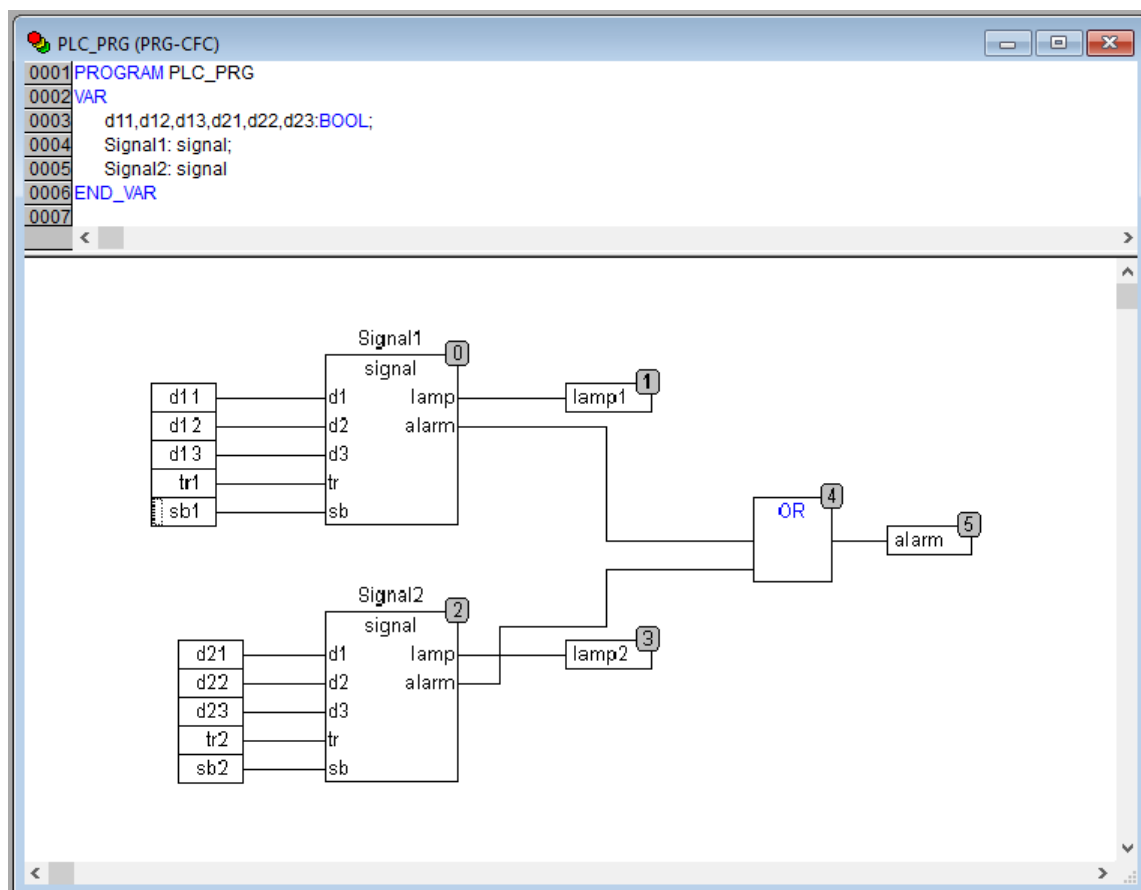 PLC_PRG (PRG-CFC)
0001 PROGRAM PLC_PRG
0002 VAR
0003 d11,d12,d13,d21,d22,d23:BOOL;
0004 Signal1: signal;
0005 Signal2: signal
0006 END_VAR
0007
Signal1
0
signal
d11 d1 lamp lamp1 1
d12 d2 alarm
d13 d3
tr1 tr
sb1 sb
OR 4
alarm 5
Signal2
2
signal
d21 d1 lamp lamp2 3
d22 d2 alarm
d23 d3
tr2 tr
sb2 sb